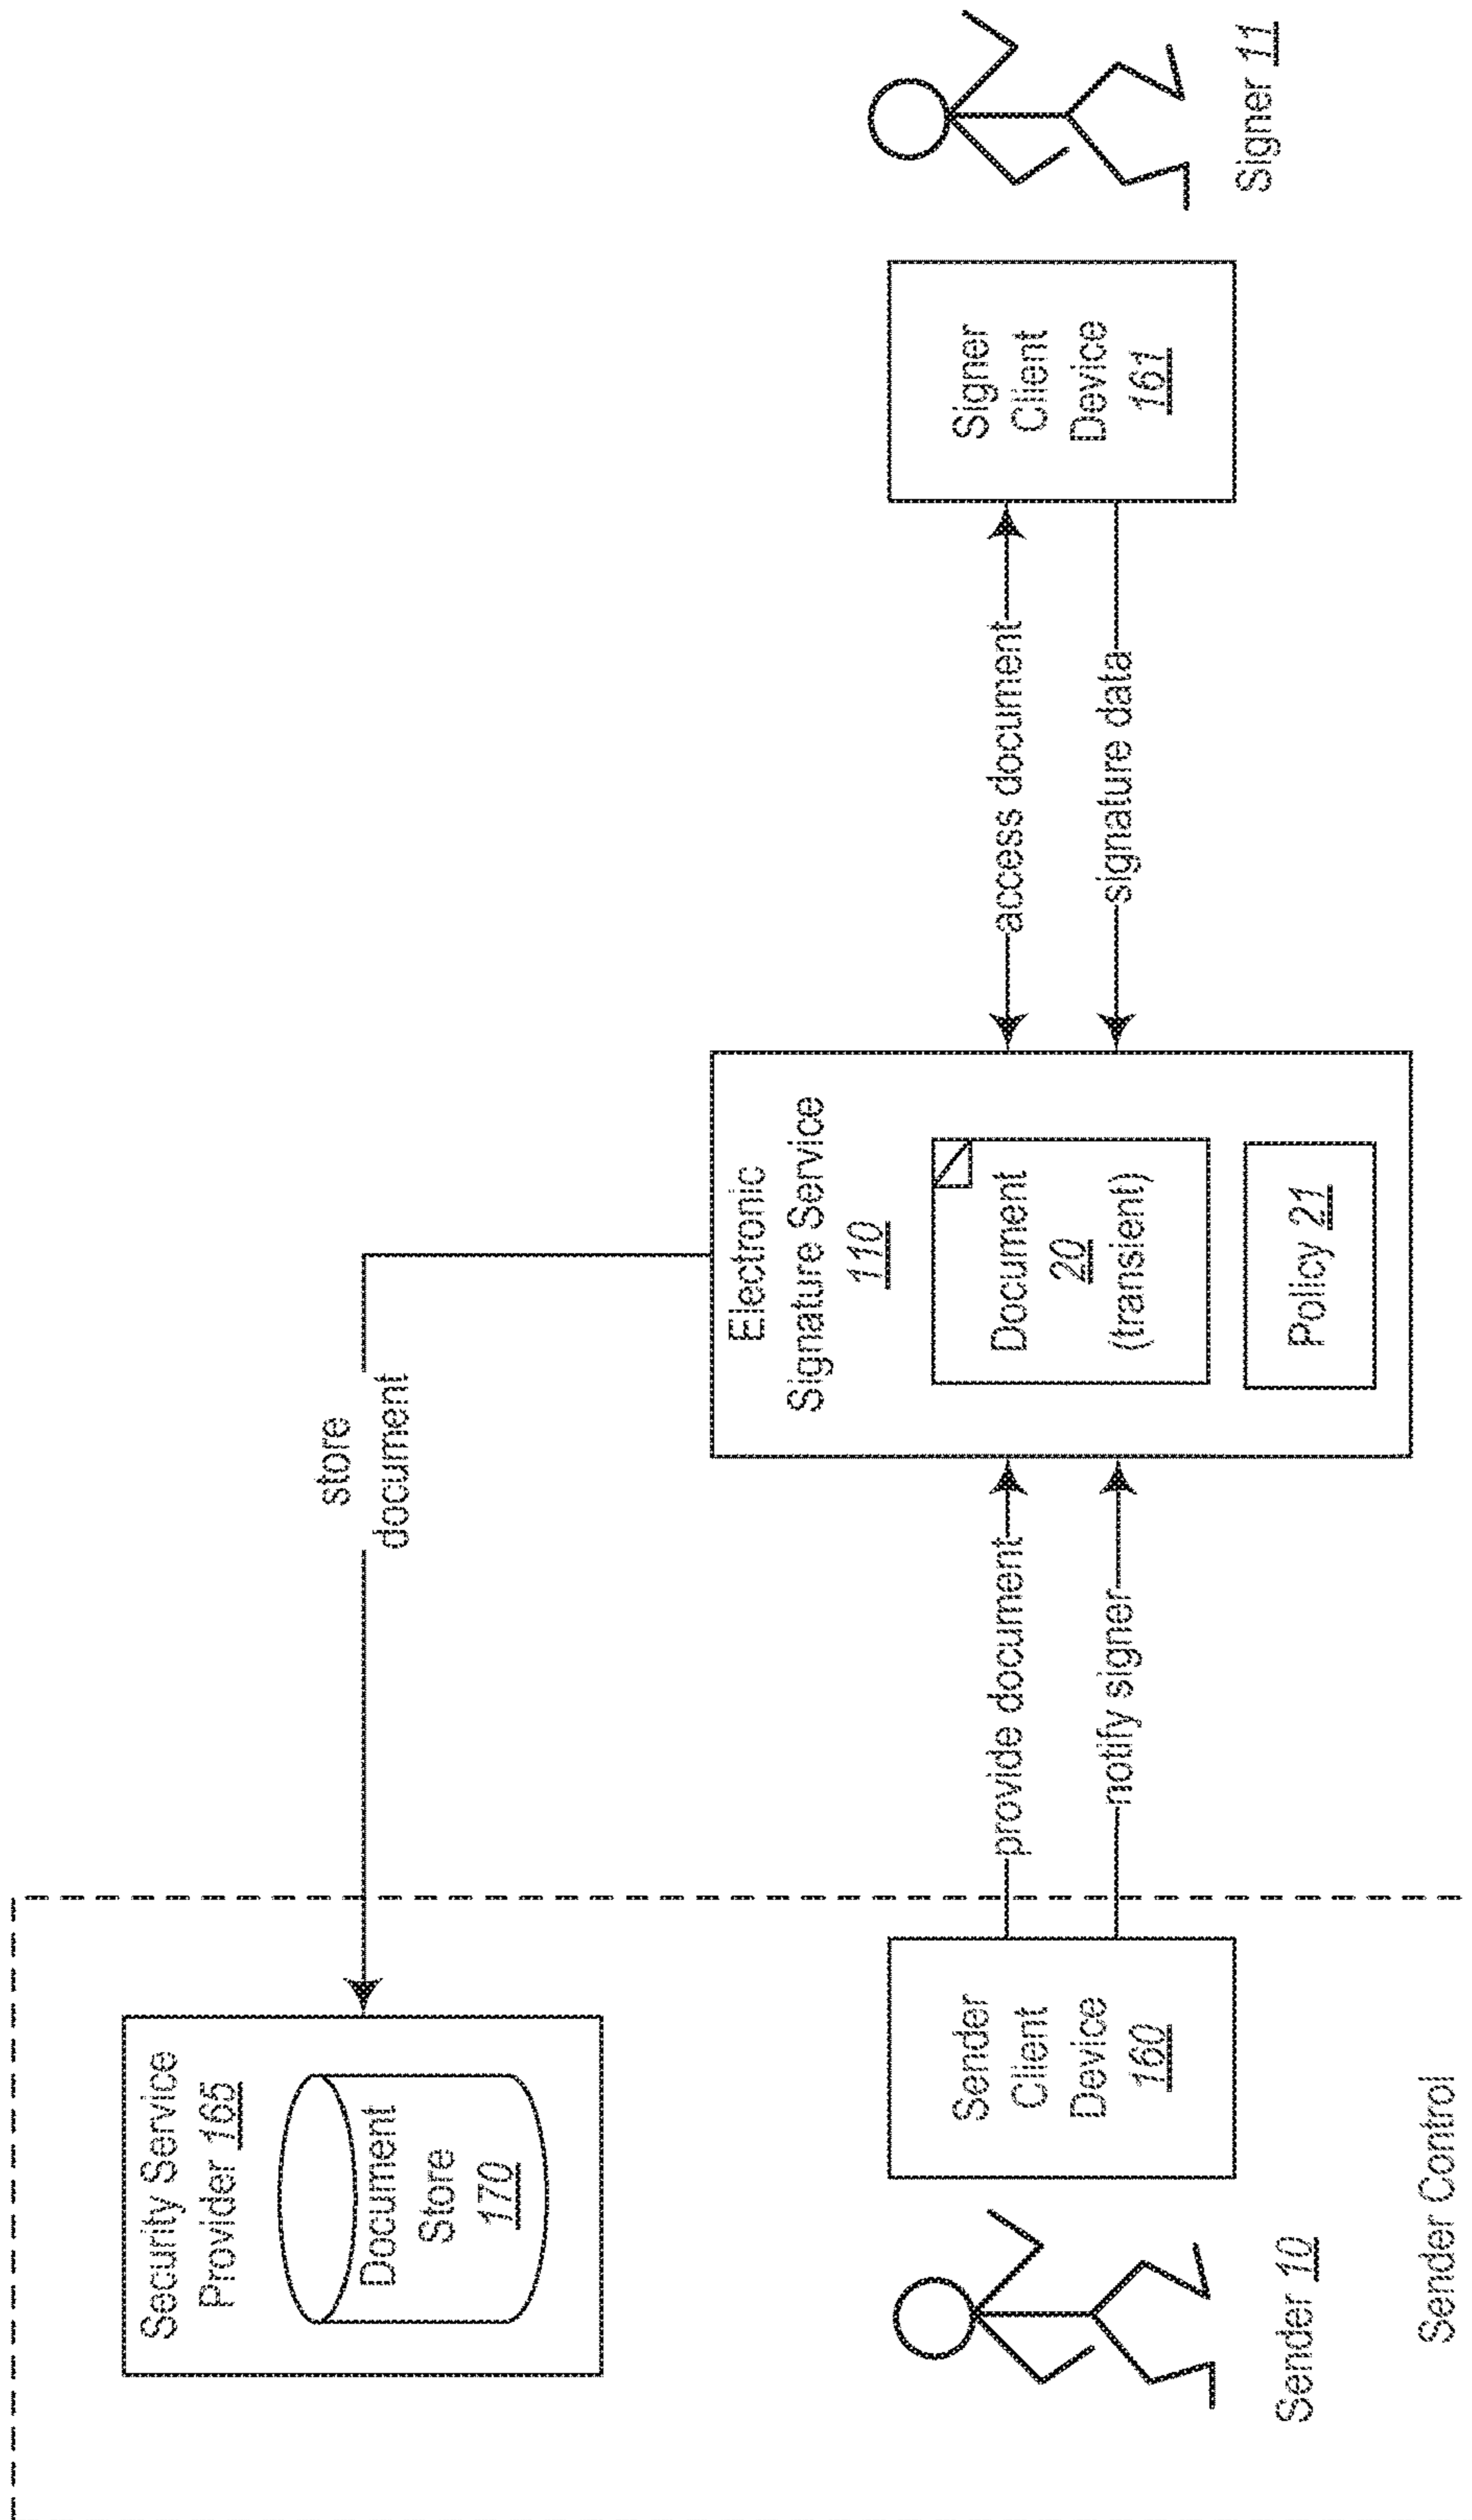 Security Service
Provider 165
Document
Store
170
store
document
Electronic
Signature Service
110
Document
20
(transient)
Policy 21
Sender
Client
Device
160
provide document
notify signer
access document
signature data
Signer
Client
Device
161
Sender 10
Signer 11
Sender Control